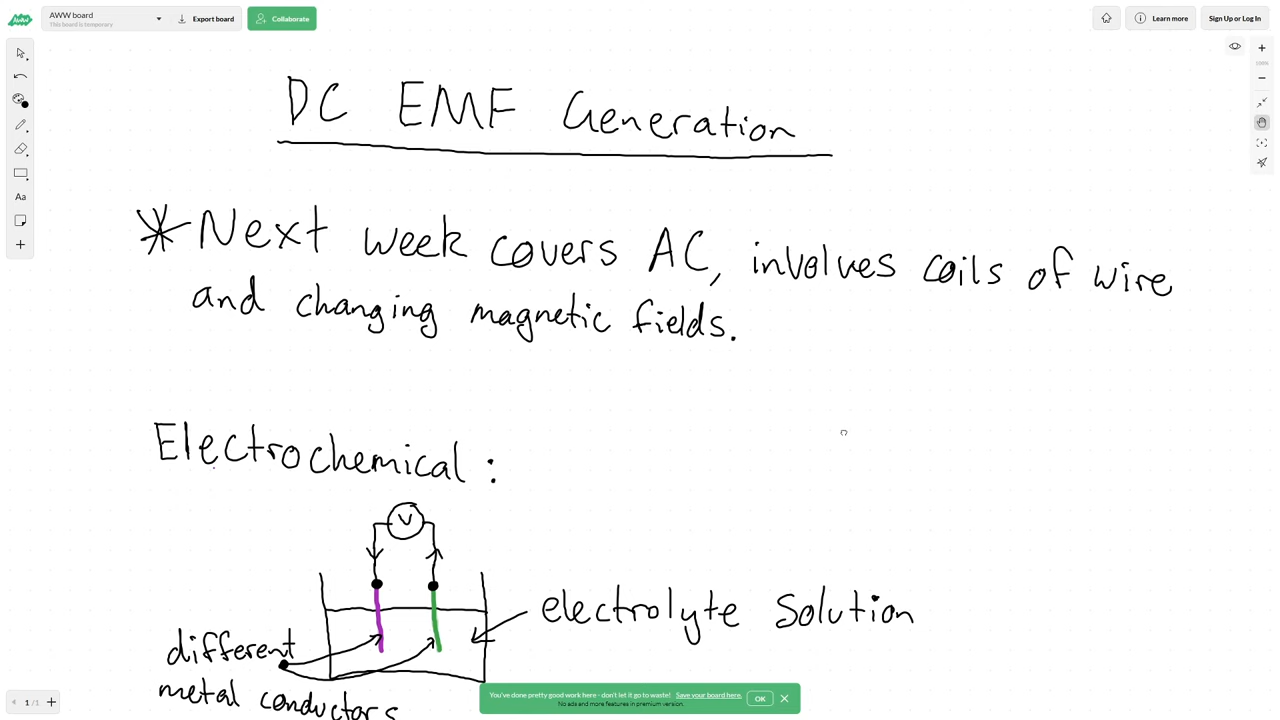 AWW board
This board is temporary
Export board
Collaborate
Learn more
Sign Up or Log In
DC EMF Generation
100%
Aa
*Next week covers AC, involves coils of wire
and changing magnetic fields.
Electrochemical:
V
electrolyte solution
different
metal conductors
You've done pretty good work here - don't let it go to waste! Save your board here.
No ads and more features in premium version.
OK
1 / 1